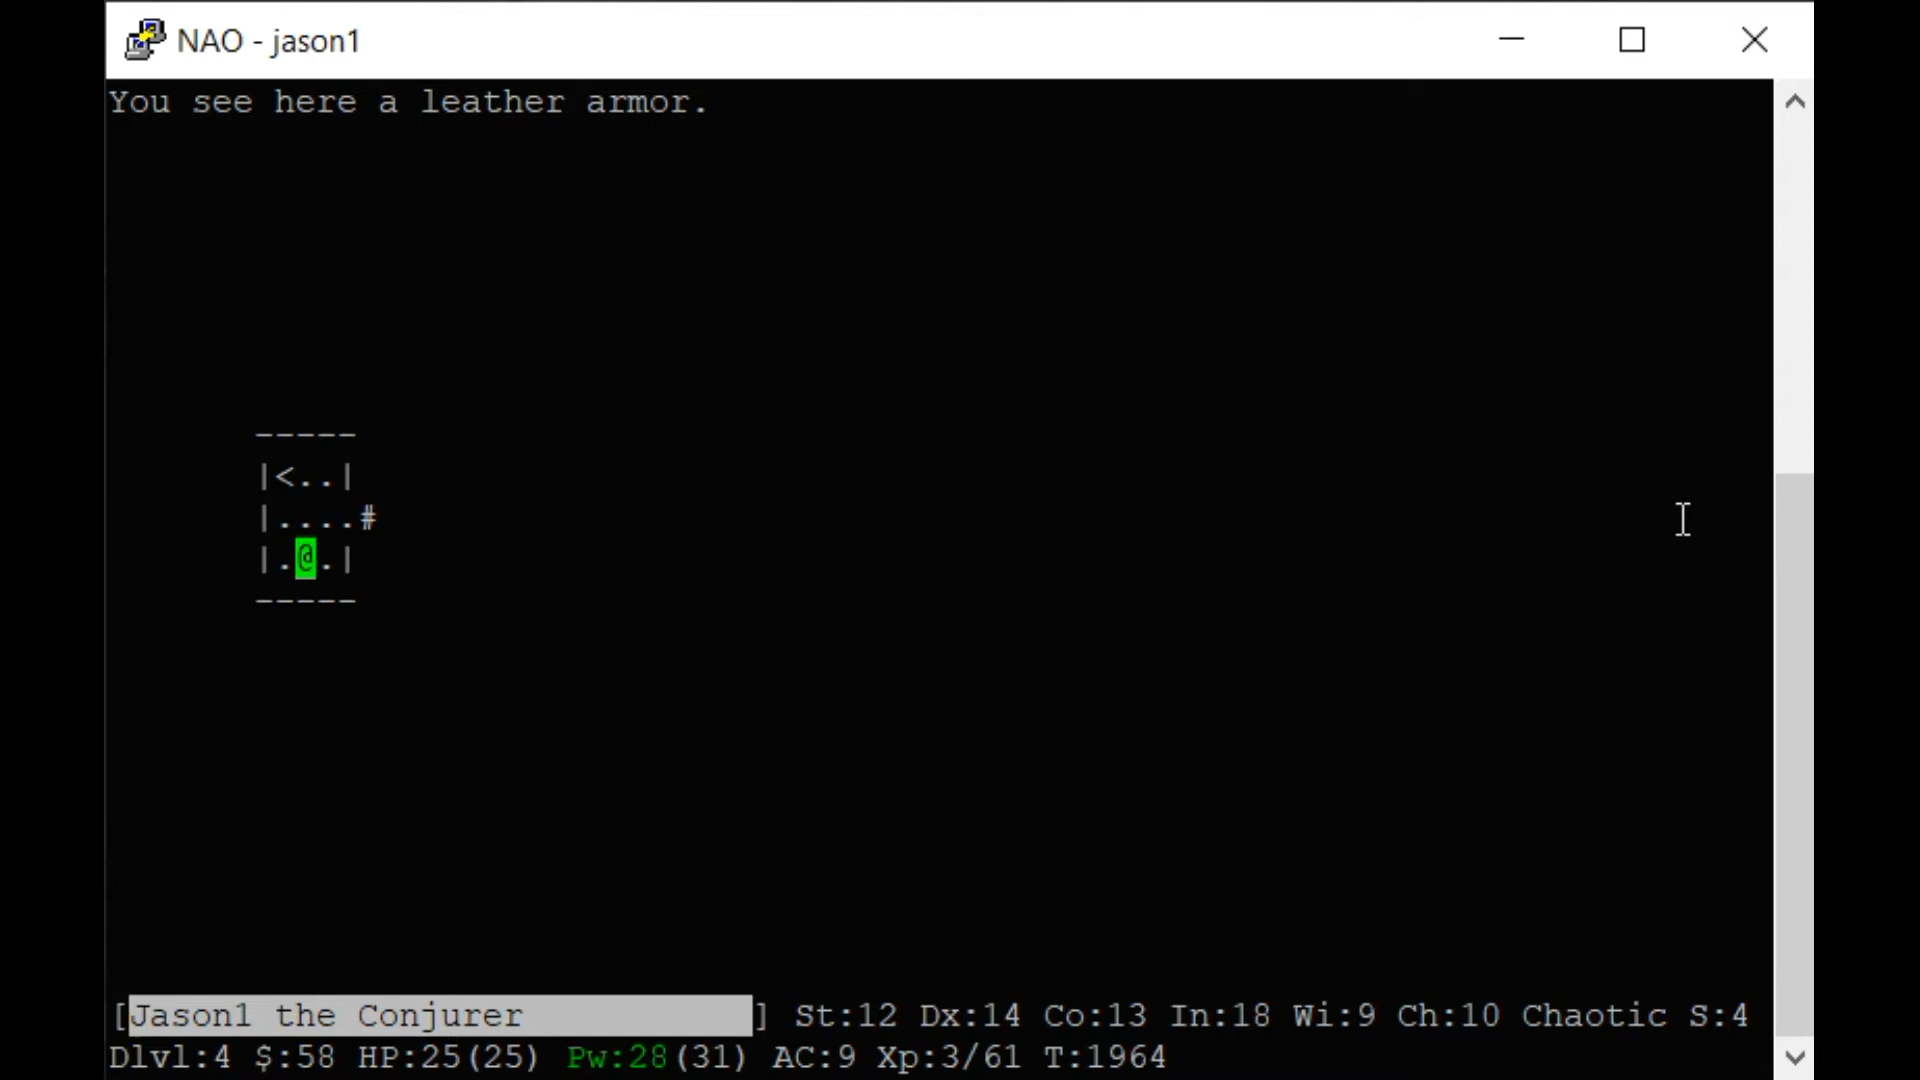 NAO - jason1
You see here a leather armor.
-----
|<..|
|....#
|.@.|
-----
[Jason1 the Conjurer ] St:12 Dx:14 Co:13 In:18 Wi:9 Ch:10 Chaotic S:4
Dlvl:4 $:58 HP:25(25) Pw:28(31) AC:9 Xp:3/61 T:1964